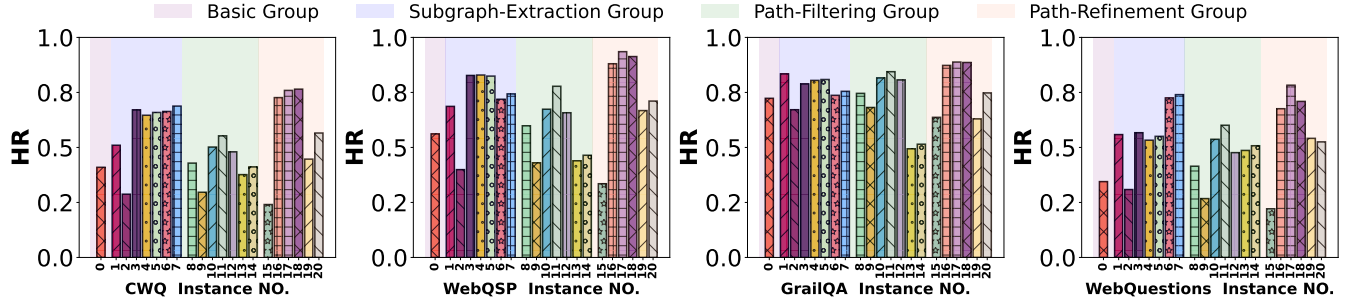 Basic Group Subgraph-Extraction Group Path-Filtering Group Path-Refinement Group
HR
1.0
0.8
0.5
0.2
0.0
0 1 2 3 4 5 6 7 8 9 10 11 12 13 14 15 16 17 18 19 20
CWQ Instance NO.
HR
1.0
0.8
0.5
0.2
0.0
0 1 2 3 4 5 6 7 8 9 10 11 12 13 14 15 16 17 18 19 20
WebQSP Instance NO.
HR
1.0
0.8
0.5
0.2
0.0
0 1 2 3 4 5 6 7 8 9 10 11 12 13 14 15 16 17 18 19 20
GrailQA Instance NO.
HR
1.0
0.8
0.5
0.2
0.0
0 1 2 3 4 5 6 7 8 9 10 11 12 13 14 15 16 17 18 19 20
WebQuestions Instance NO.